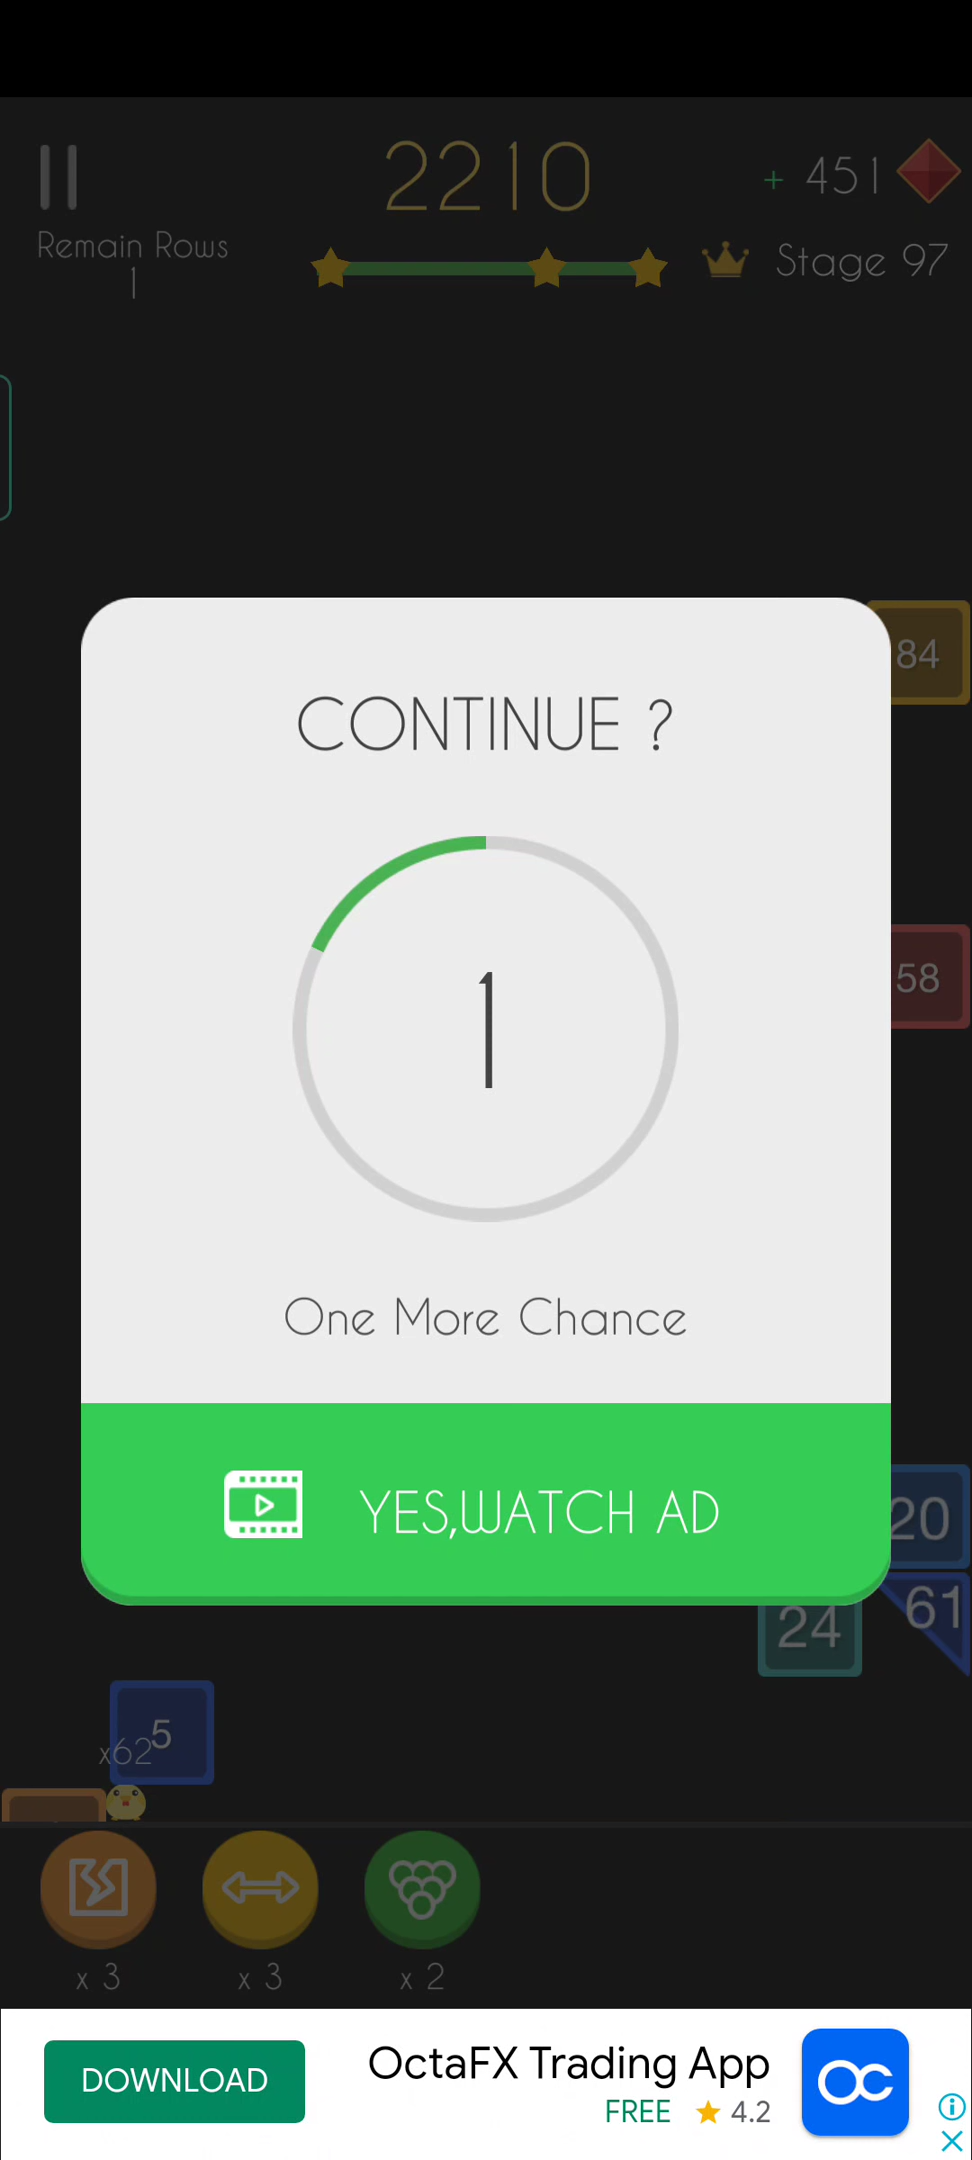 2210
+ 451
Remain Rows
1
Stage 97
84
CONTINUE ?
58
1
One More Chance
YES,WATCH AD
20
61
24
5
x62
x 3
x 3
x 2
DOWNLOAD
OctaFX Trading App
FREE 4.2